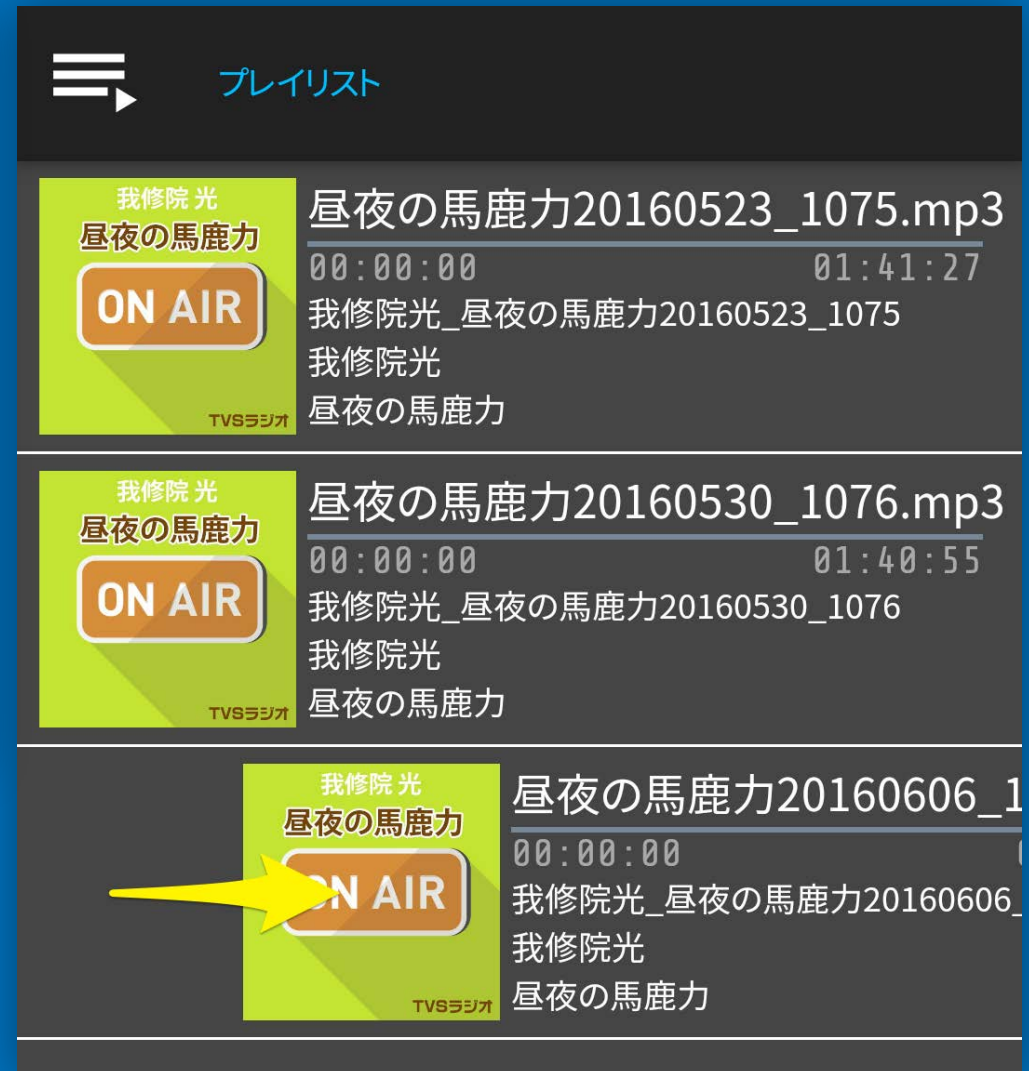 プレイリスト
我修院 光
昼夜の馬鹿力
ON AIR
TVSラジオ
昼夜の馬鹿力20160523_1075.mp3
00:00:00 01:41:27
我修院光_昼夜の馬鹿力20160523_1075
我修院光
昼夜の馬鹿力
我修院 光
昼夜の馬鹿力
ON AIR
TVSラジオ
昼夜の馬鹿力20160530_1076.mp3
00:00:00 01:40:55
我修院光_昼夜の馬鹿力20160530_1076
我修院光
昼夜の馬鹿力
我修院 光
昼夜の馬鹿力
ON AIR
TVSラジオ
昼夜の馬鹿力20160606_1
00:00:00
我修院光_昼夜の馬鹿力20160606_
我修院光
昼夜の馬鹿力